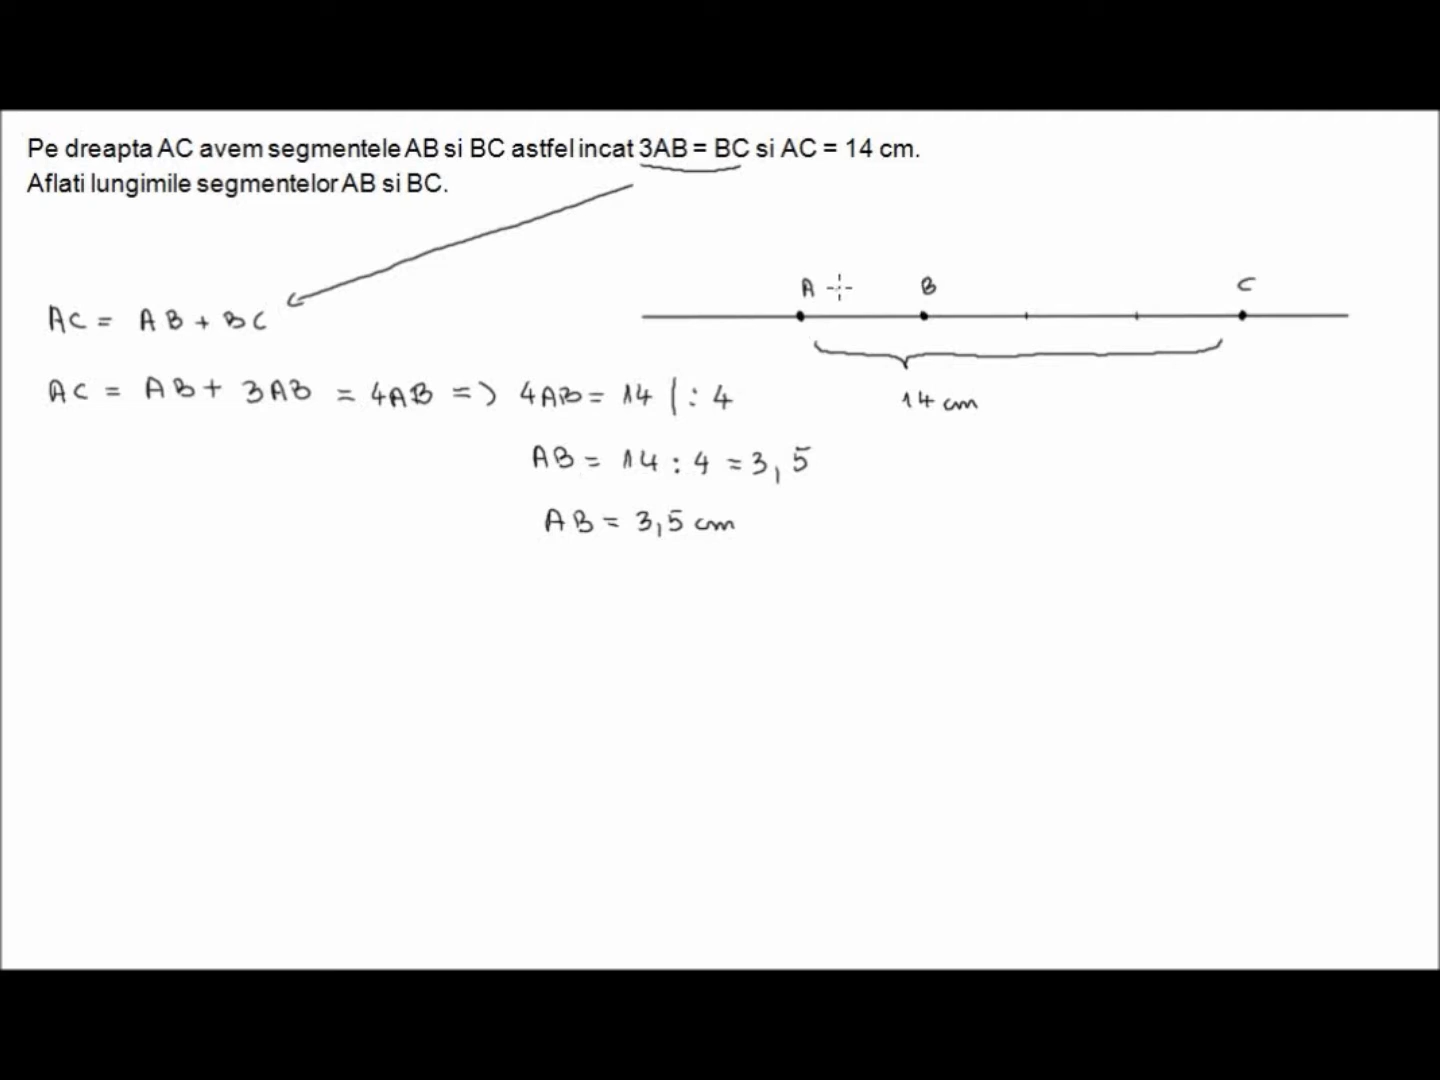 Pe dreapta AC avem segmentele AB si BC astfel incat 3AB = BC si AC = 14 cm.
Aflati lungimile segmentelor AB si BC.
A B C
AC = AB + BC
AC = AB + 3AB = 4AB => 4AB = 14 | : 4
14 cm
AB = 14 : 4 = 3,5
AB = 3,5 cm